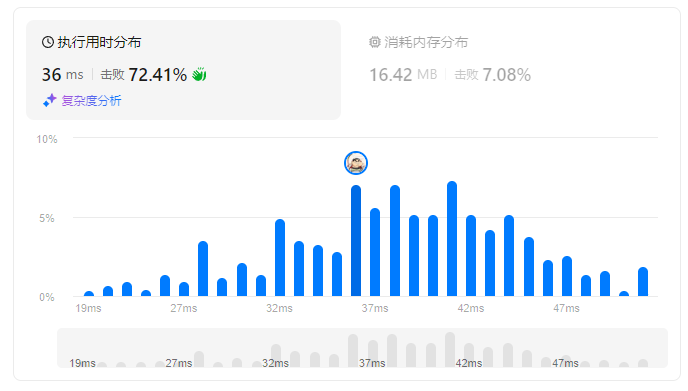 执行用时分布
36 ms 击败 72.41%
复杂度分析
消耗内存分布
16.42 MB 击败 7.08%
10%
5%
0%
19ms 27ms 32ms 37ms 42ms 47ms
19ms 27ms 32ms 37ms 42ms 47ms